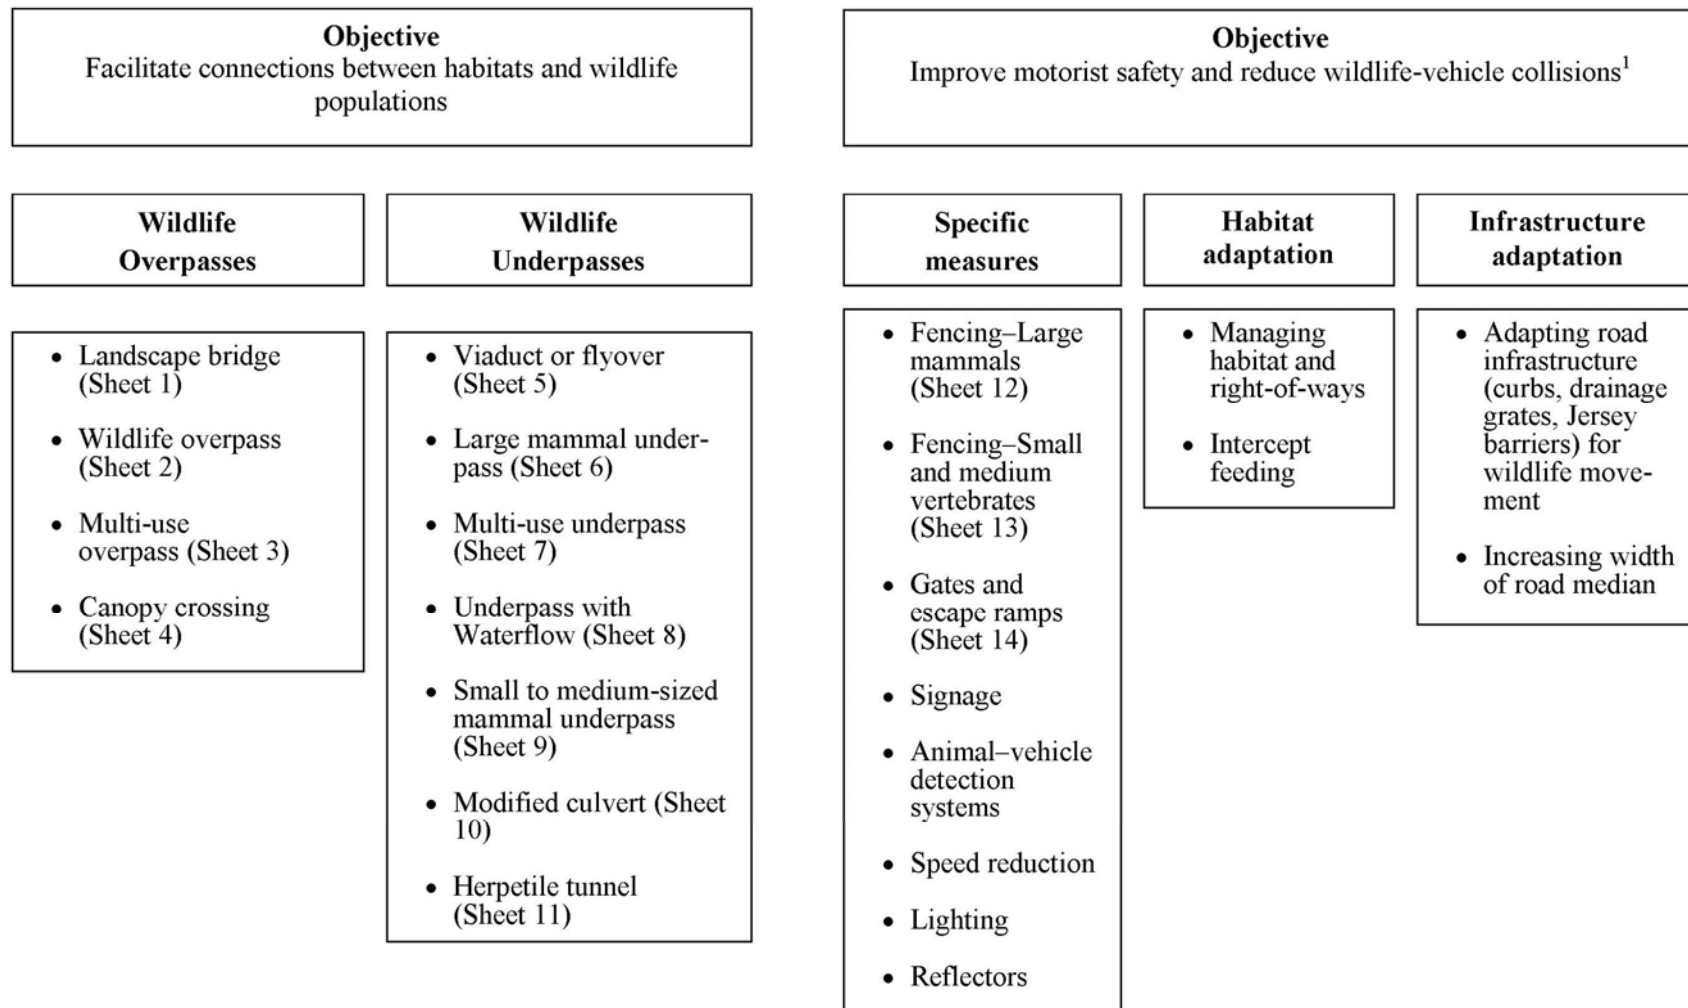 Objective
Facilitate connections between habitats and wildlife
populations
Objective
Improve motorist safety and reduce wildlife-vehicle collisions¹
Wildlife
Overpasses
Wildlife
Underpasses
Specific
measures
Habitat
adaptation
Infrastructure
adaptation
• Landscape bridge
(Sheet 1)
• Wildlife overpass
(Sheet 2)
• Multi-use
overpass (Sheet 3)
• Canopy crossing
(Sheet 4)
• Viaduct or flyover
(Sheet 5)
• Large mammal under-
pass (Sheet 6)
• Multi-use underpass
(Sheet 7)
• Underpass with
Waterflow (Sheet 8)
• Small to medium-sized
mammal underpass
(Sheet 9)
• Modified culvert (Sheet
10)
• Herpetile tunnel
(Sheet 11)
• Fencing–Large
mammals
(Sheet 12)
• Fencing–Small
and medium
vertebrates
(Sheet 13)
• Gates and
escape ramps
(Sheet 14)
• Signage
• Animal–vehicle
detection
systems
• Speed reduction
• Lighting
• Reflectors
• Managing
habitat and
right-of-ways
• Intercept
feeding
• Adapting road
infrastructure
(curbs, drainage
grates, Jersey
barriers) for
wildlife move-
ment
• Increasing width
of road median